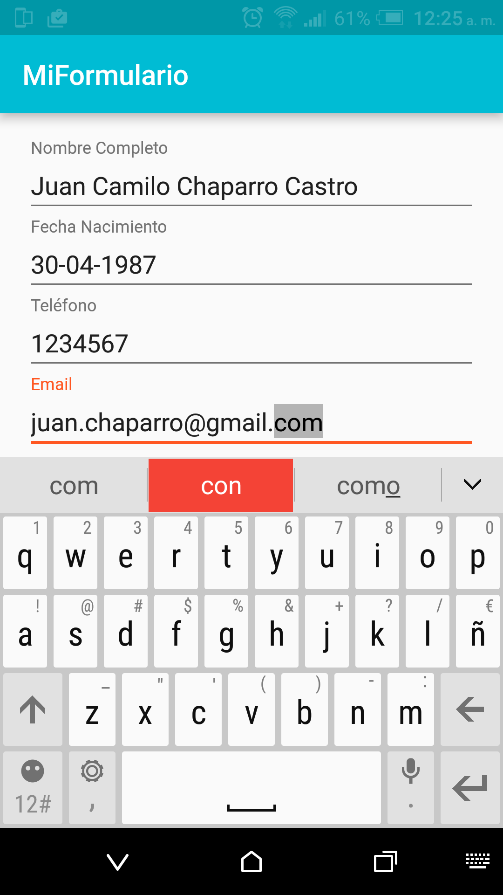 61% 12:25 a. m.
MiFormulario
Nombre Completo
Juan Camilo Chaparro Castro
Fecha Nacimiento
30-04-1987
Teléfono
1234567
Email
juan.chaparro@gmail.com
com con como
1 2 3 4 5 6 7 8 9 0
q w e r t y u i o p
! @ # $ % & + ? / €
a s d f g h j k l ñ
_ " ' ( ) - :
z x c v b n m
12# , .